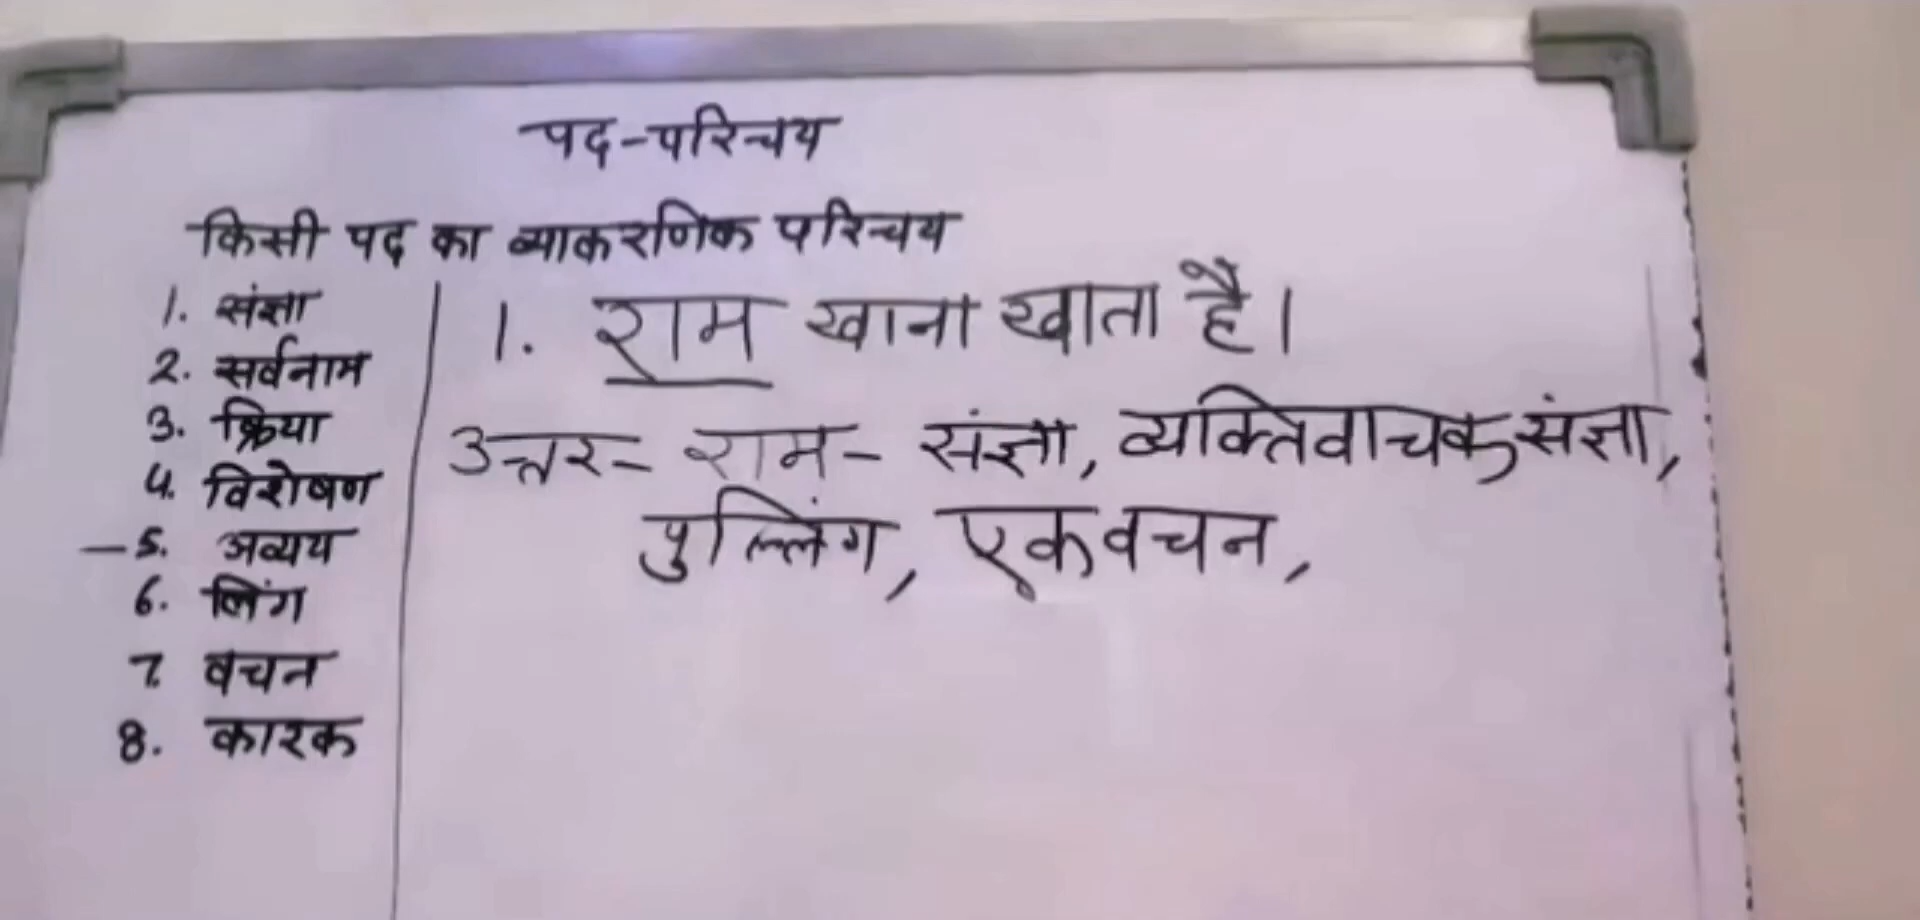 पद-परिचय
किसी पद का व्याकरणिक परिचय
1. संज्ञा
2. सर्वनाम
3. क्रिया
4. विशेषण
5. अव्यय
6. लिंग
7. वचन
8. कारक
1. राम खाना खाता है।
उत्तर- राम- संज्ञा, व्यक्तिवाचक संज्ञा,
पुल्लिंग, एकवचन,